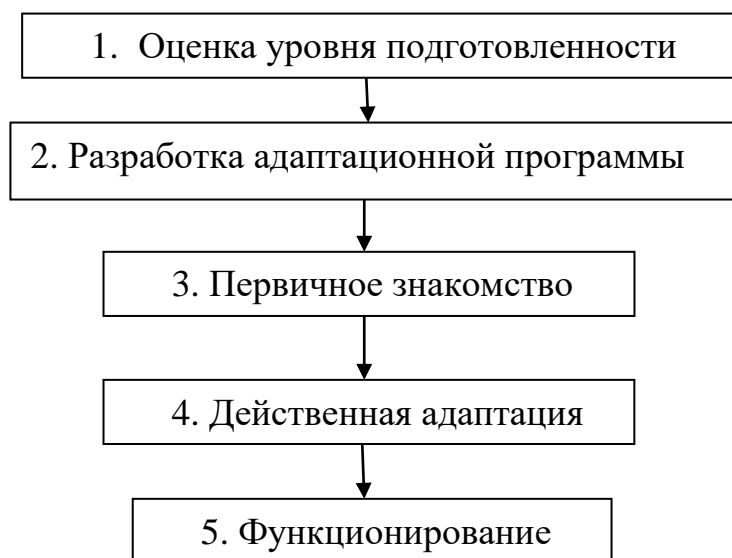 1. Оценка уровня подготовленности
2. Разработка адаптационной программы
3. Первичное знакомство
4. Действенная адаптация
5. Функционирование